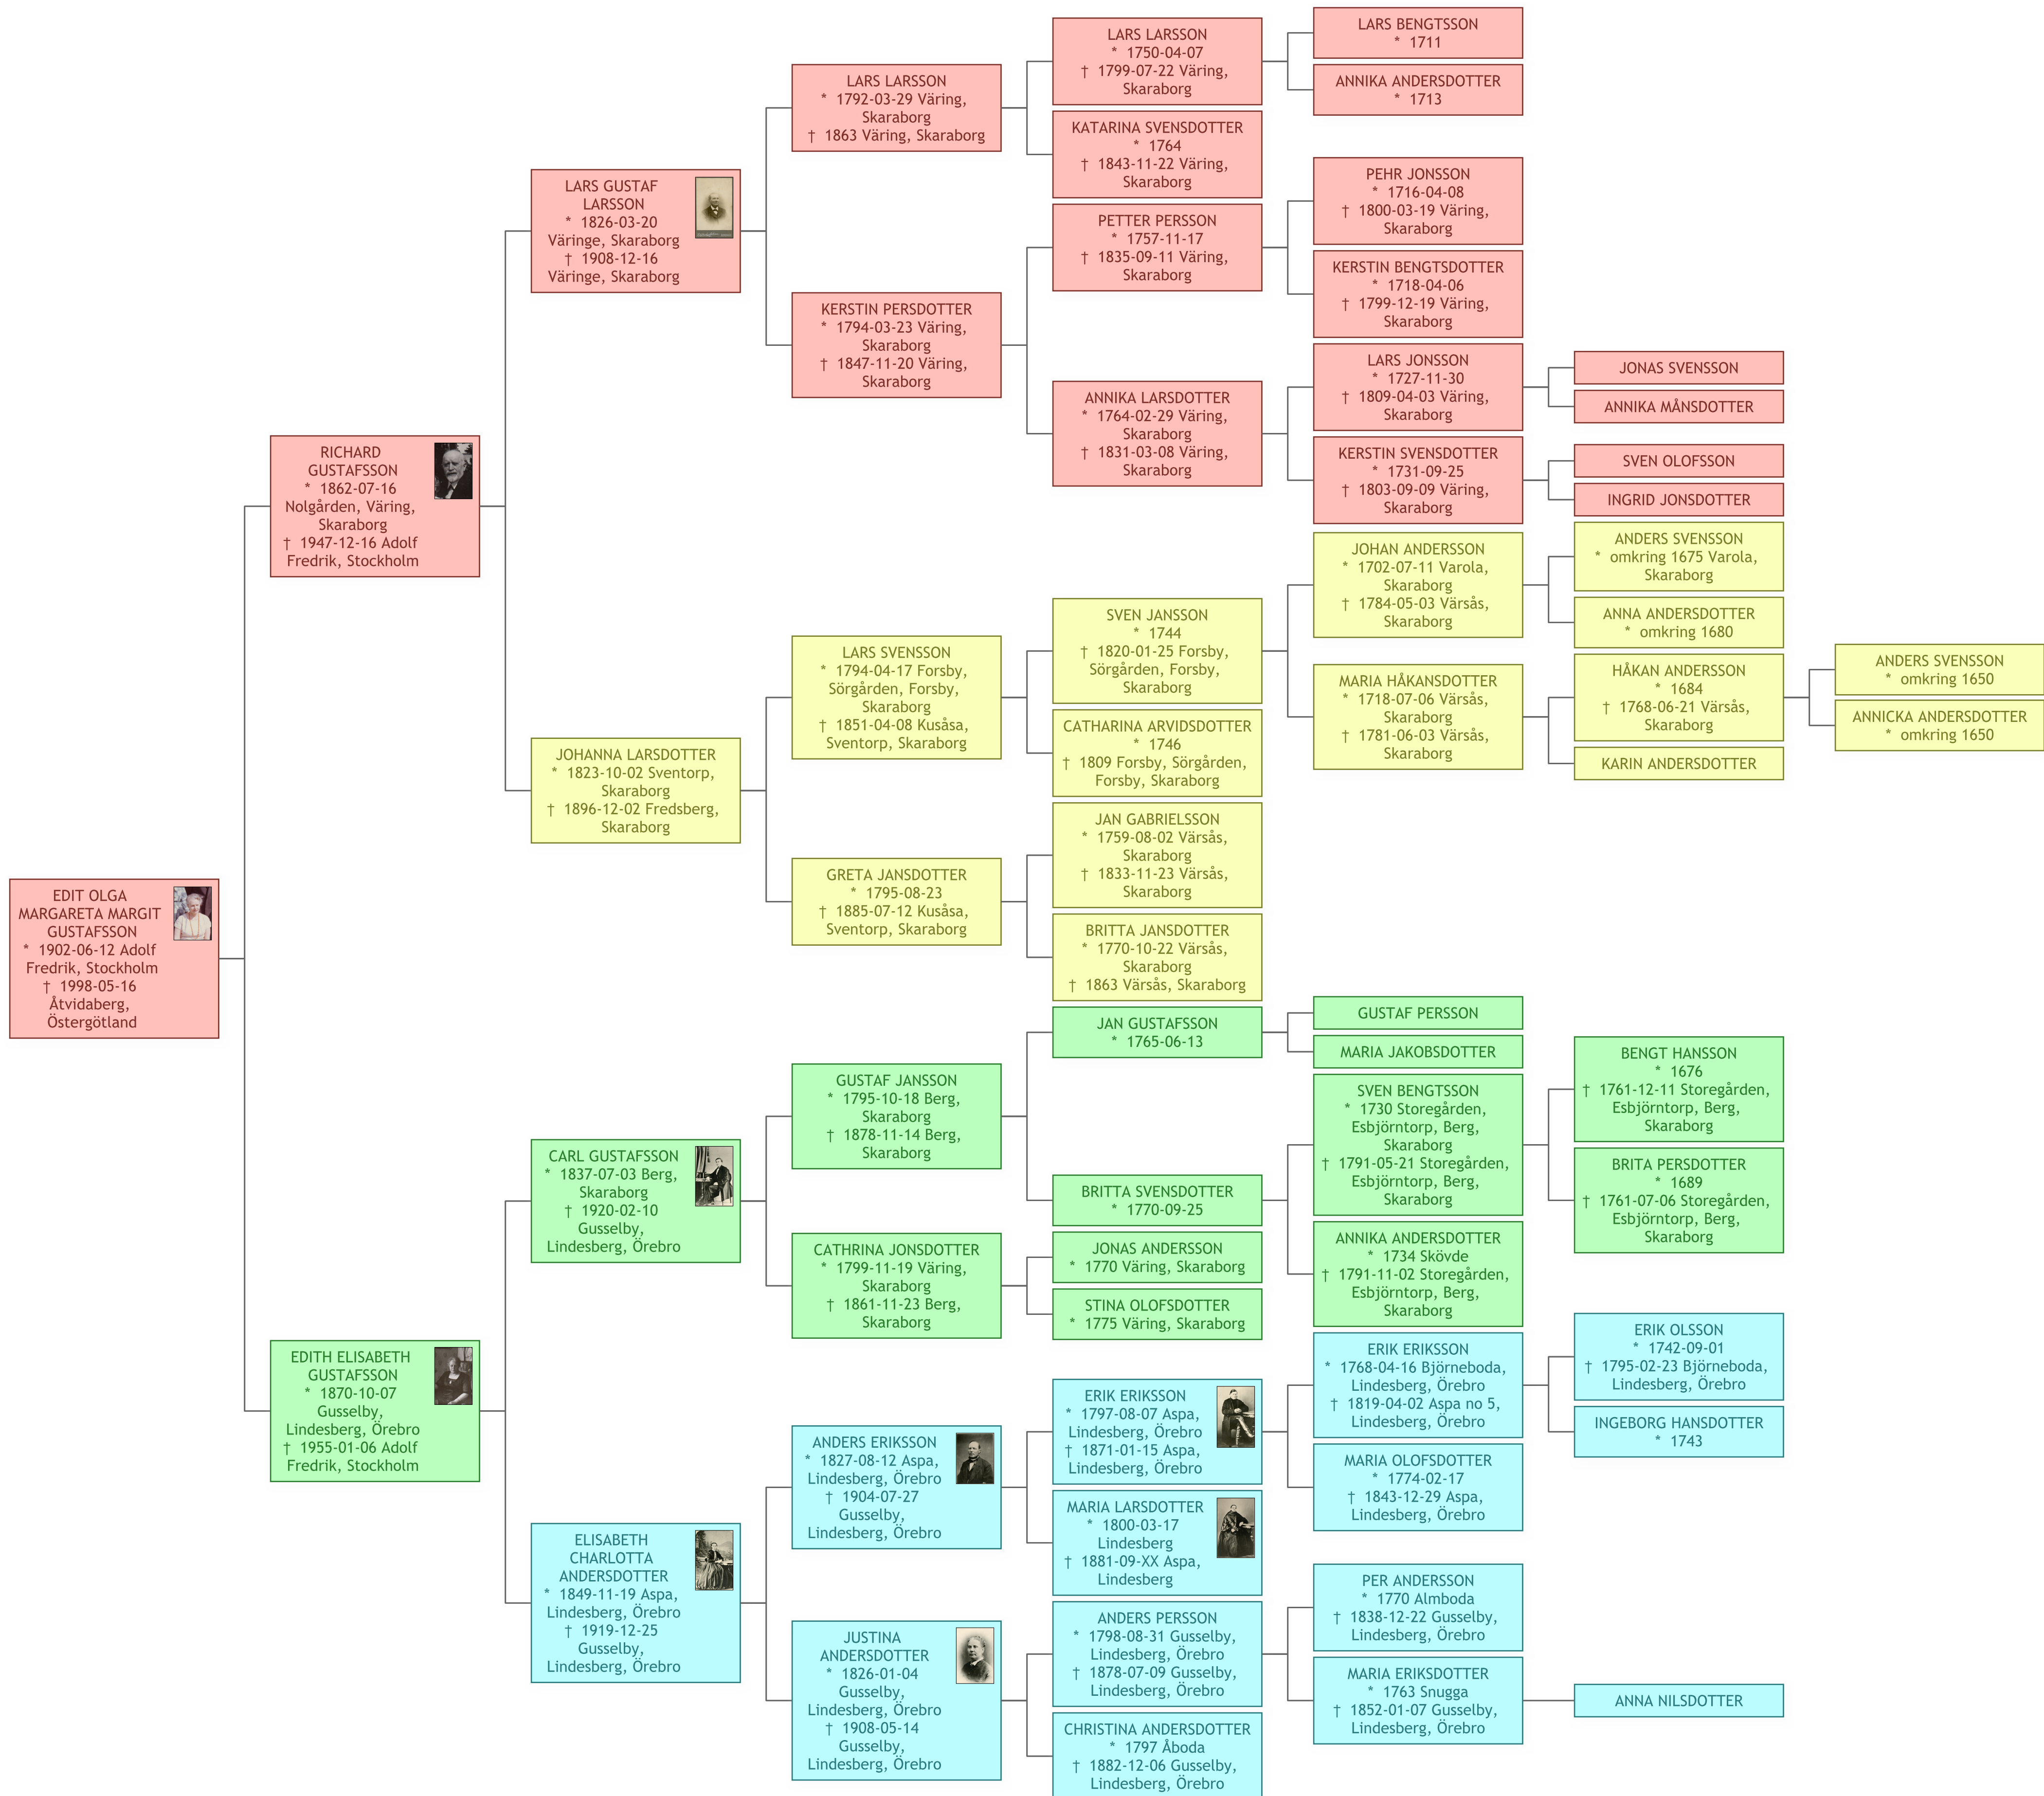 EDIT OLGA
MARGARETA MARGIT
GUSTAFSSON
* 1902-06-12 Adolf
Fredrik, Stockholm
† 1998-05-16
Åtvidaberg,
Östergötland
RICHARD
GUSTAFSSON
* 1862-07-16
Nolgården, Väring,
Skaraborg
† 1947-12-16 Adolf
Fredrik, Stockholm
EDITH ELISABETH
GUSTAFSSON
* 1870-10-07
Gusselby,
Lindesberg, Örebro
† 1955-01-06 Adolf
Fredrik, Stockholm
LARS GUSTAF
LARSSON
* 1826-03-20
Väringe, Skaraborg
† 1908-12-16
Väringe, Skaraborg
JOHANNA LARSDOTTER
* 1823-10-02 Sventorp,
Skaraborg
† 1896-12-02 Fredsberg,
Skaraborg
CARL GUSTAFSSON
* 1837-07-03 Berg,
Skaraborg
† 1920-02-10
Gusselby,
Lindesberg, Örebro
ELISABETH
CHARLOTTA
ANDERSDOTTER
* 1849-11-19 Aspa,
Lindesberg, Örebro
† 1919-12-25
Gusselby,
Lindesberg, Örebro
LARS LARSSON
* 1792-03-29 Väring,
Skaraborg
† 1863 Väring, Skaraborg
KERSTIN PERSDOTTER
* 1794-03-23 Väring,
Skaraborg
† 1847-11-20 Väring,
Skaraborg
LARS SVENSSON
* 1794-04-17 Forsby,
Sörgården, Forsby,
Skaraborg
† 1851-04-08 Kusåsa,
Sventorp, Skaraborg
GRETA JANSDOTTER
* 1795-08-23
† 1885-07-12 Kusåsa,
Sventorp, Skaraborg
GUSTAF JANSSON
* 1795-10-18 Berg,
Skaraborg
† 1878-11-14 Berg,
Skaraborg
CATHRINA JONSDOTTER
* 1799-11-19 Väring,
Skaraborg
† 1861-11-23 Berg,
Skaraborg
ANDERS ERIKSSON
* 1827-08-12 Aspa,
Lindesberg, Örebro
† 1904-07-27
Gusselby,
Lindesberg, Örebro
JUSTINA
ANDERSDOTTER
* 1826-01-04
Gusselby,
Lindesberg, Örebro
† 1908-05-14
Gusselby,
Lindesberg, Örebro
LARS LARSSON
* 1750-04-07
† 1799-07-22 Väring,
Skaraborg
KATARINA SVENSDOTTER
* 1764
† 1843-11-22 Väring,
Skaraborg
PETTER PERSSON
* 1757-11-17
† 1835-09-11 Väring,
Skaraborg
ANNIKA LARSDOTTER
* 1764-02-29 Väring,
Skaraborg
† 1831-03-08 Väring,
Skaraborg
SVEN JANSSON
* 1744
† 1820-01-25 Forsby,
Sörgården, Forsby,
Skaraborg
CATHARINA ARVIDSDOTTER
* 1746
† 1809 Forsby, Sörgården,
Forsby, Skaraborg
JAN GABRIELSSON
* 1759-08-02 Värsås,
Skaraborg
† 1833-11-23 Värsås,
Skaraborg
BRITTA JANSDOTTER
* 1770-10-22 Värsås,
Skaraborg
† 1863 Värsås, Skaraborg
JAN GUSTAFSSON
* 1765-06-13
BRITTA SVENSDOTTER
* 1770-09-25
JONAS ANDERSSON
* 1770 Väring, Skaraborg
STINA OLOFSDOTTER
* 1775 Väring, Skaraborg
ERIK ERIKSSON
* 1797-08-07 Aspa,
Lindesberg, Örebro
† 1871-01-15 Aspa,
Lindesberg, Örebro
MARIA LARSDOTTER
* 1800-03-17
Lindesberg
† 1881-09-XX Aspa,
Lindesberg
ANDERS PERSSON
* 1798-08-31 Gusselby,
Lindesberg, Örebro
† 1878-07-09 Gusselby,
Lindesberg, Örebro
CHRISTINA ANDERSDOTTER
* 1797 Åboda
† 1882-12-06 Gusselby,
Lindesberg, Örebro
LARS BENGTSSON
* 1711
ANNIKA ANDERSDOTTER
* 1713
PEHR JONSSON
* 1716-04-08
† 1800-03-19 Väring,
Skaraborg
KERSTIN BENGTSDOTTER
* 1718-04-06
† 1799-12-19 Väring,
Skaraborg
LARS JONSSON
* 1727-11-30
† 1809-04-03 Väring,
Skaraborg
KERSTIN SVENSDOTTER
* 1731-09-25
† 1803-09-09 Väring,
Skaraborg
JOHAN ANDERSSON
* 1702-07-11 Varola,
Skaraborg
† 1784-05-03 Värsås,
Skaraborg
MARIA HÅKANSDOTTER
* 1718-07-06 Värsås,
Skaraborg
† 1781-06-03 Värsås,
Skaraborg
GUSTAF PERSSON
MARIA JAKOBSDOTTER
SVEN BENGTSSON
* 1730 Storegården,
Esbjörntorp, Berg,
Skaraborg
† 1791-05-21 Storegården,
Esbjörntorp, Berg,
Skaraborg
ANNIKA ANDERSDOTTER
* 1734 Skövde
† 1791-11-02 Storegården,
Esbjörntorp, Berg,
Skaraborg
ERIK ERIKSSON
* 1768-04-16 Björneboda,
Lindesberg, Örebro
† 1819-04-02 Aspa no 5,
Lindesberg, Örebro
MARIA OLOFSDOTTER
* 1774-02-17
† 1843-12-29 Aspa,
Lindesberg, Örebro
PER ANDERSSON
* 1770 Almboda
† 1838-12-22 Gusselby,
Lindesberg, Örebro
MARIA ERIKSDOTTER
* 1763 Snugga
† 1852-01-07 Gusselby,
Lindesberg, Örebro
JONAS SVENSSON
ANNIKA MÅNSDOTTER
SVEN OLOFSSON
INGRID JONSDOTTER
ANDERS SVENSSON
* omkring 1675 Varola,
Skaraborg
ANNA ANDERSDOTTER
* omkring 1680
HÅKAN ANDERSSON
* 1684
† 1768-06-21 Värsås,
Skaraborg
KARIN ANDERSDOTTER
BENGT HANSSON
* 1676
† 1761-12-11 Storegården,
Esbjörntorp, Berg,
Skaraborg
BRITA PERSDOTTER
* 1689
† 1761-07-06 Storegården,
Esbjörntorp, Berg,
Skaraborg
ERIK OLSSON
* 1742-09-01
† 1795-02-23 Björneboda,
Lindesberg, Örebro
INGEBORG HANSDOTTER
* 1743
ANNA NILSDOTTER
ANDERS SVENSSON
* omkring 1650
ANNICKA ANDERSDOTTER
* omkring 1650